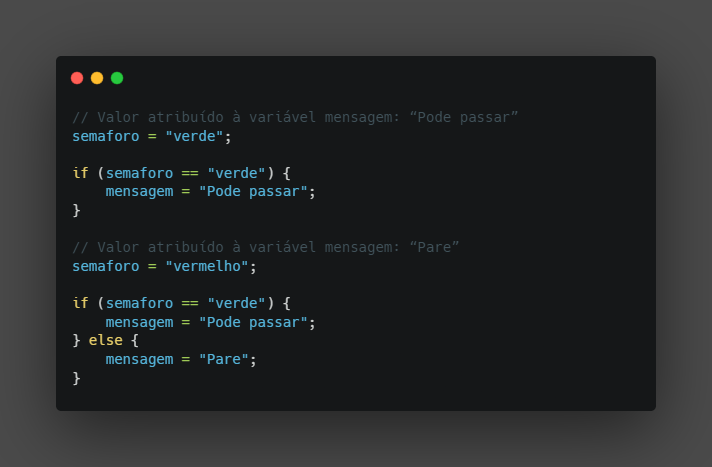 // Valor atribuído à variável mensagem: “Pode passar”
semaforo = "verde";
if (semaforo == "verde") {
mensagem = "Pode passar";
}
// Valor atribuído à variável mensagem: “Pare”
semaforo = "vermelho";
if (semaforo == "verde") {
mensagem = "Pode passar";
} else {
mensagem = "Pare";
}